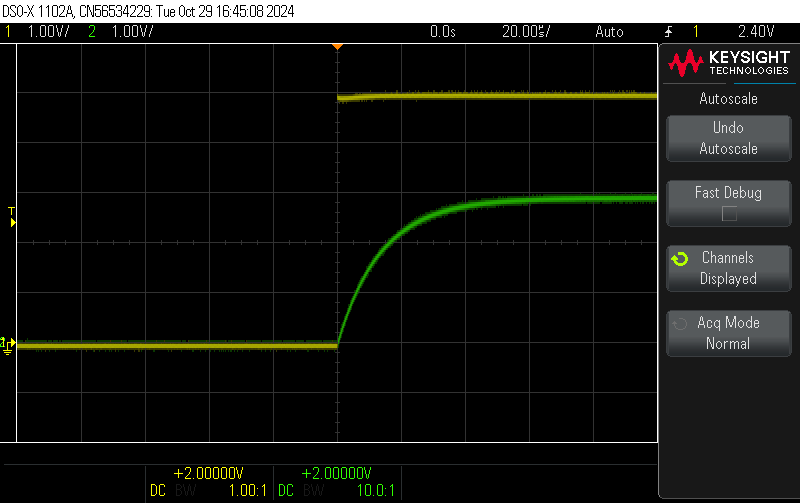 DSO-X 1102A, CN56534229: Tue Oct 29 16:45:08 2024
1 1.00V/ 2 1.00V/ 0.0s 20.00us/ Auto 1 2.40V
KEYSIGHT
TECHNOLOGIES
Autoscale
Undo
Autoscale
Fast Debug
T
Channels
Displayed
Acq Mode
Normal
2
+2.00000V +2.00000V
DC BW 1.00:1 DC BW 10.0:1